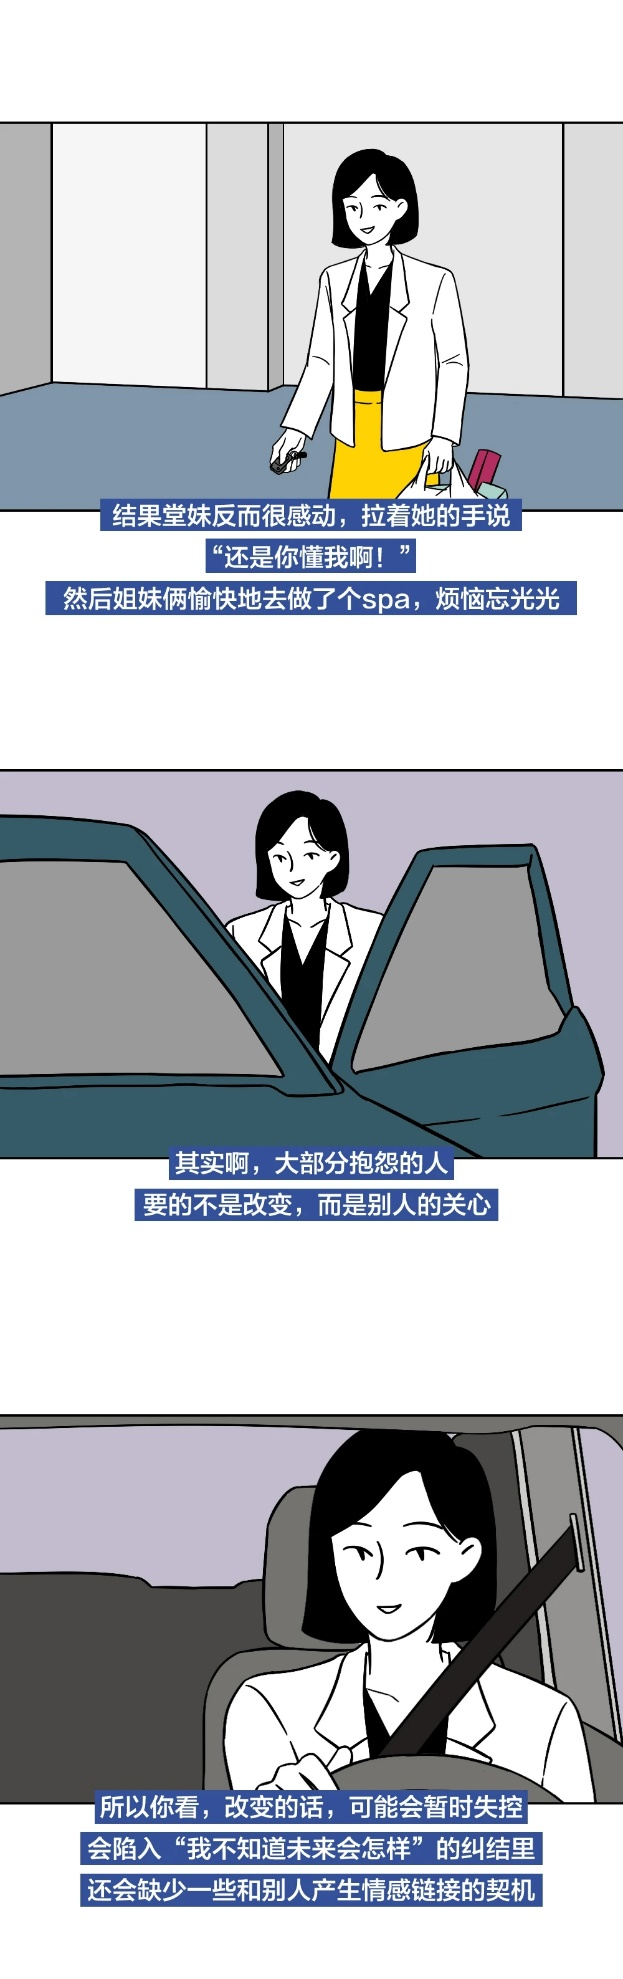 结果堂妹反而很感动，拉着她的手说
“还是你懂我啊！”
然后姐妹俩愉快地去做了个spa，烦恼忘光光
其实啊，大部分抱怨的人
要的不是改变，而是别人的关心
所以你看，改变的话，可能会暂时失控
会陷入“我不知道未来会怎样”的纠结里
还会缺少一些和别人产生情感链接的契机